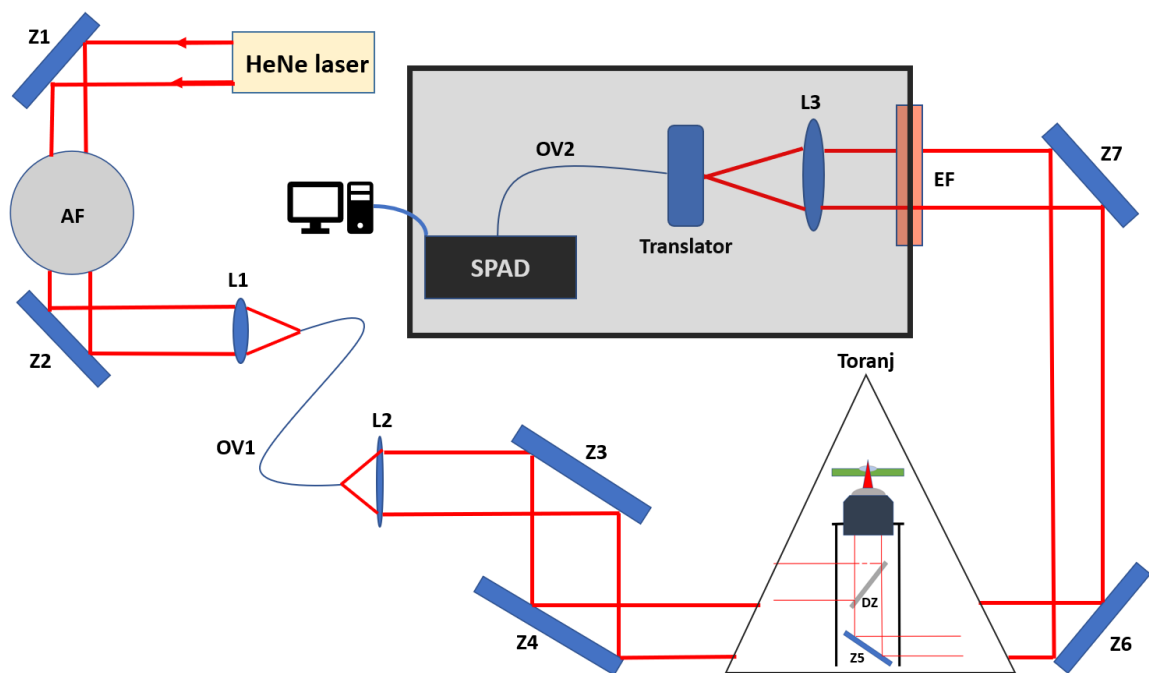 Z1
HeNe laser
L3
OV2
Z7
EF
AF
Translator
SPAD
L1
Z2
Toranj
L2
Z3
OV1
DZ
Z4
Z5
Z6